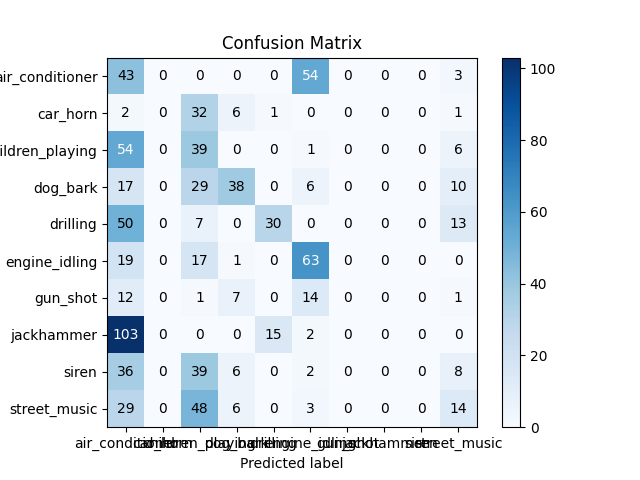 Confusion Matrix
air_conditioner 43 0 0 0 0 54 0 0 0 3
car_horn 2 0 32 6 1 0 0 0 0 1
ildren_playing 54 0 39 0 0 1 0 0 0 6
dog_bark 17 0 29 38 0 6 0 0 0 10
drilling 50 0 7 0 30 0 0 0 0 13
engine_idling 19 0 17 1 0 63 0 0 0 0
gun_shot 12 0 1 7 0 14 0 0 0 1
jackhammer 103 0 0 0 15 2 0 0 0 0
siren 36 0 39 6 0 2 0 0 0 8
street_music 29 0 48 6 0 3 0 0 0 14
100
80
60
40
20
0
street_music
Predicted label